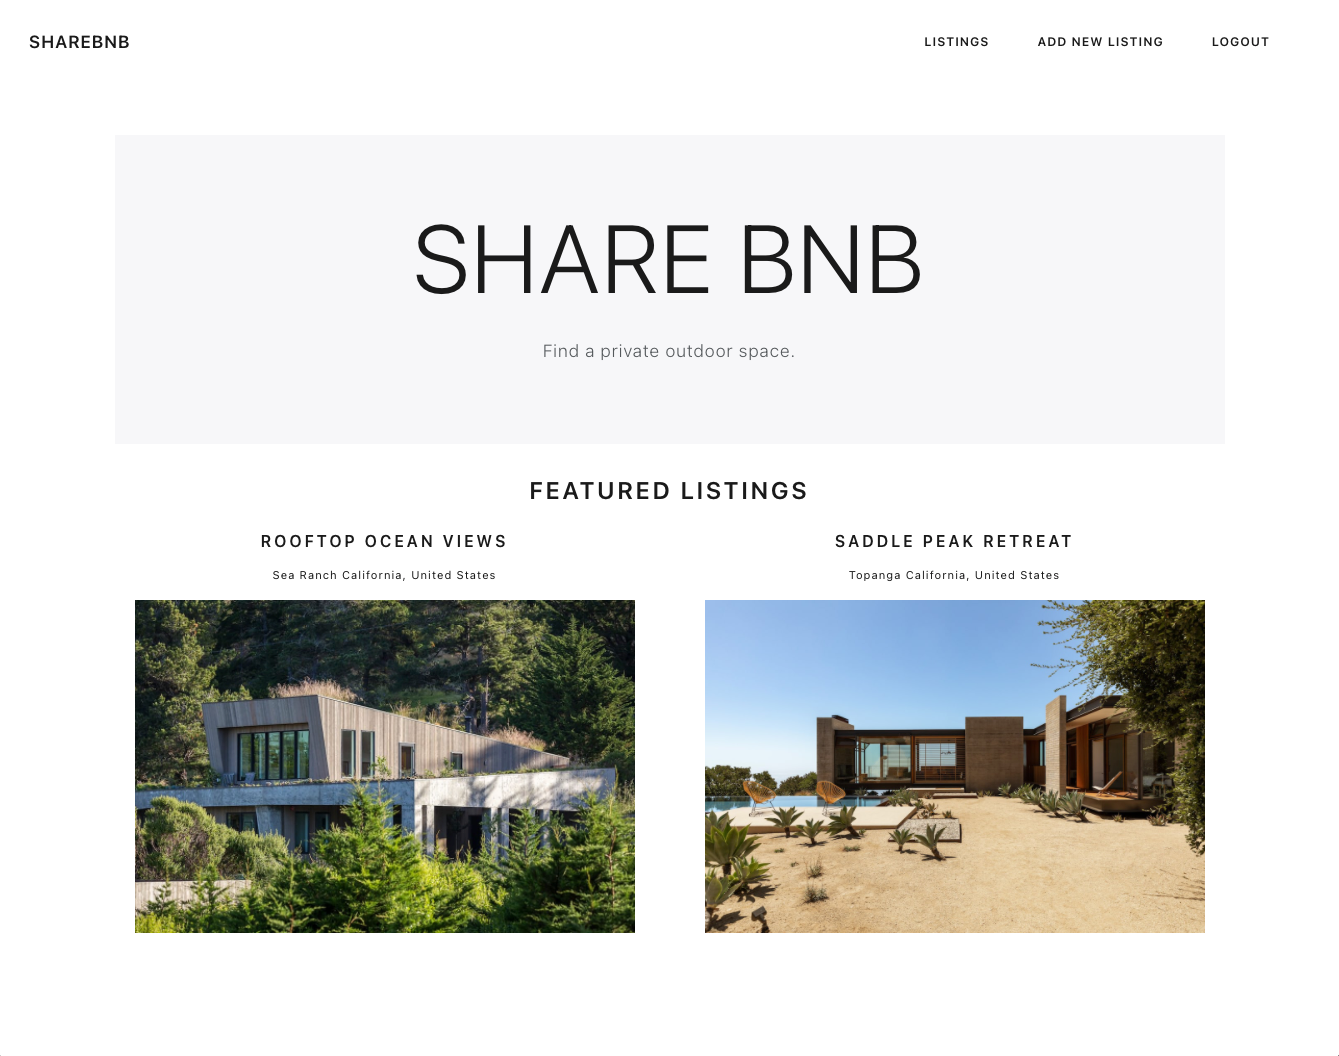 SHAREBNB
LISTINGS
ADD NEW LISTING
LOGOUT
SHARE BNB
Find a private outdoor space.
FEATURED LISTINGS
ROOFTOP OCEAN VIEWS
Sea Ranch California, United States
SADDLE PEAK RETREAT
Topanga California, United States